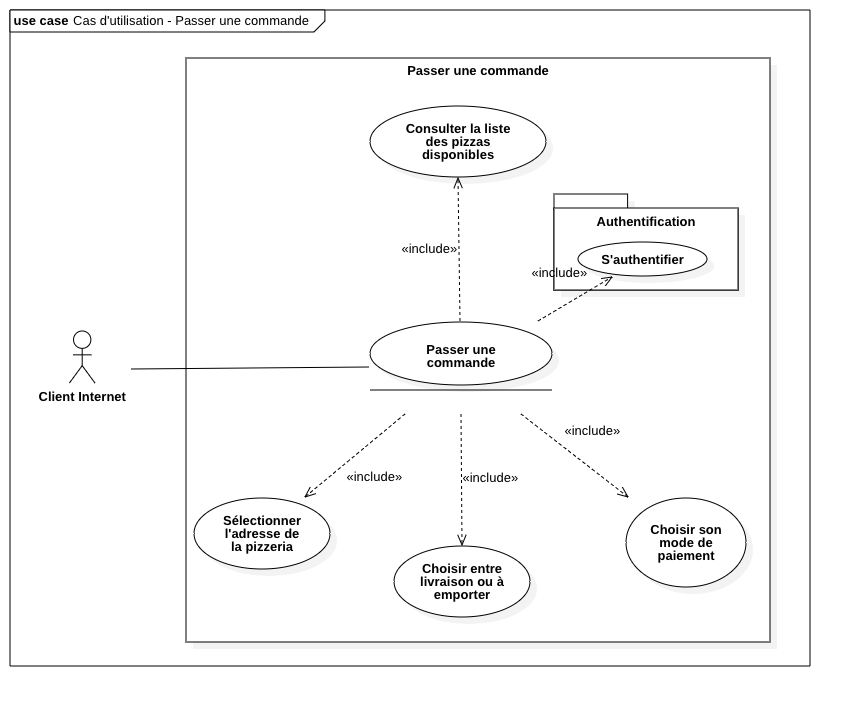 use case Cas d'utilisation - Passer une commande
Passer une commande
Consulter la liste
des pizzas
disponibles
Authentification
«include»
S'authentifier
«include»
Passer une
commande
Client Internet
«include»
«include»
«include»
Sélectionner
l'adresse de
la pizzeria
Choisir son
mode de
paiement
Choisir entre
livraison ou à
emporter